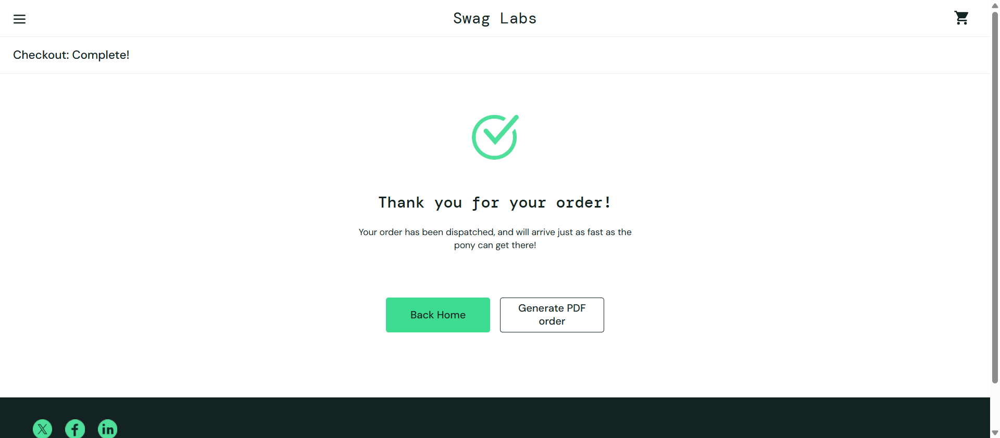 Swag Labs
Checkout: Complete!
Thank you for your order!
Your order has been dispatched, and will arrive just as fast as the
pony can get there!
Back Home
Generate PDF
order
X
f
in